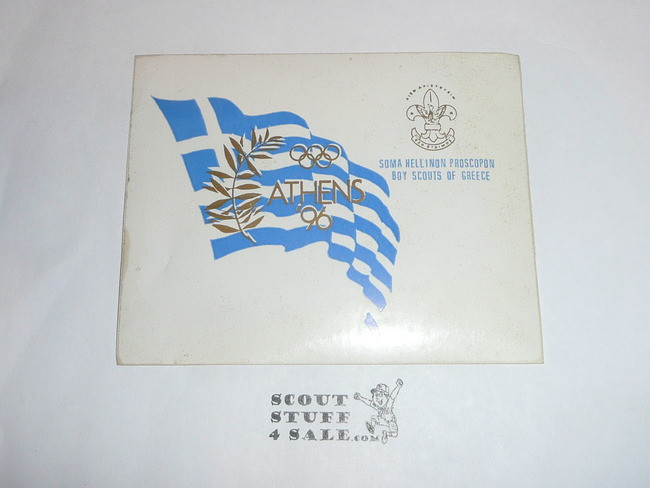 SOMA HELLINON PROSCOPON
BOY SCOUTS OF GREECE
ATHENS
'96
SCOUT
STUFF
4 SALE.COM